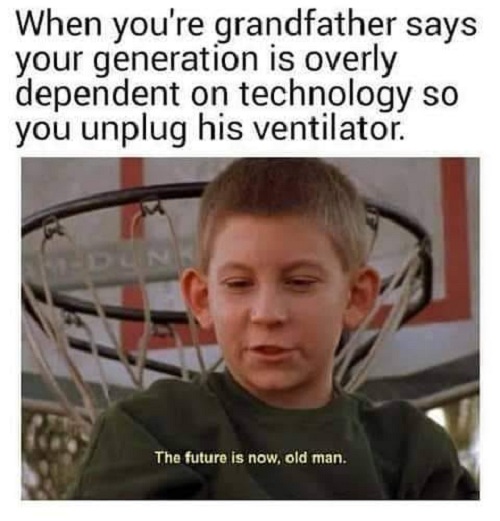 When you're grandfather says
your generation is overly
dependent on technology so
you unplug his ventilator.
The future is now, old man.